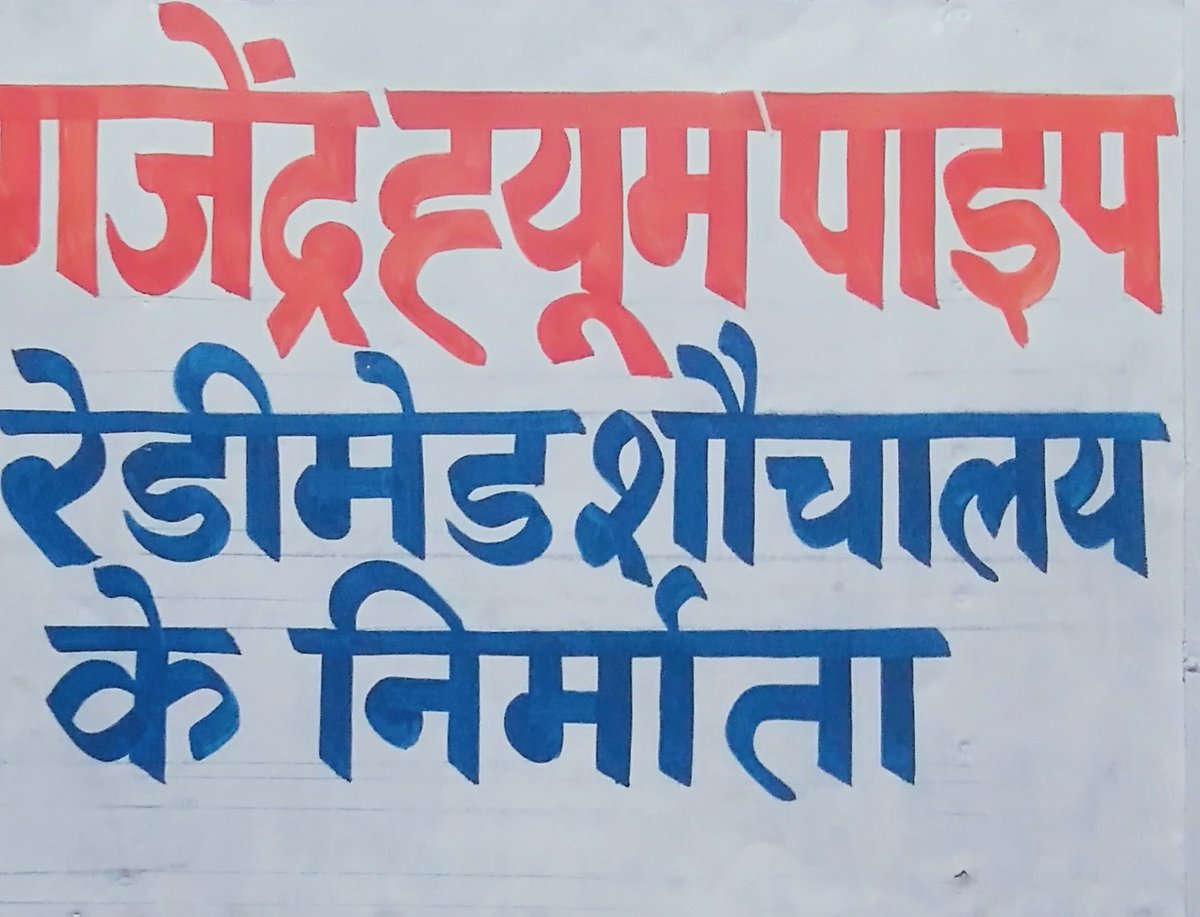 गजेंद्र ह्यूम पाइप
रेडीमेड शौचालय
के निर्माता